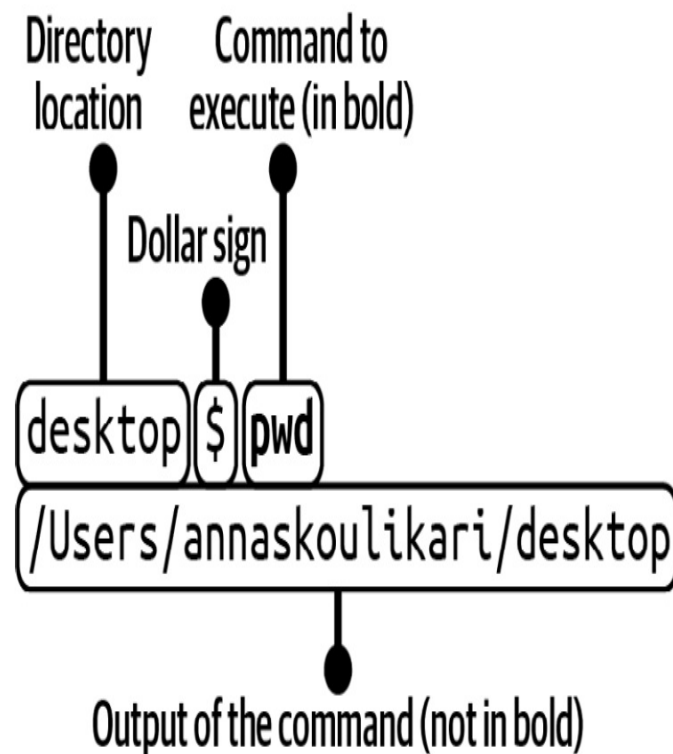 Directory
location
Command to
execute (in bold)
Dollar sign
desktop $ pwd
/Users/annaskoulikari/desktop
Output of the command (not in bold)